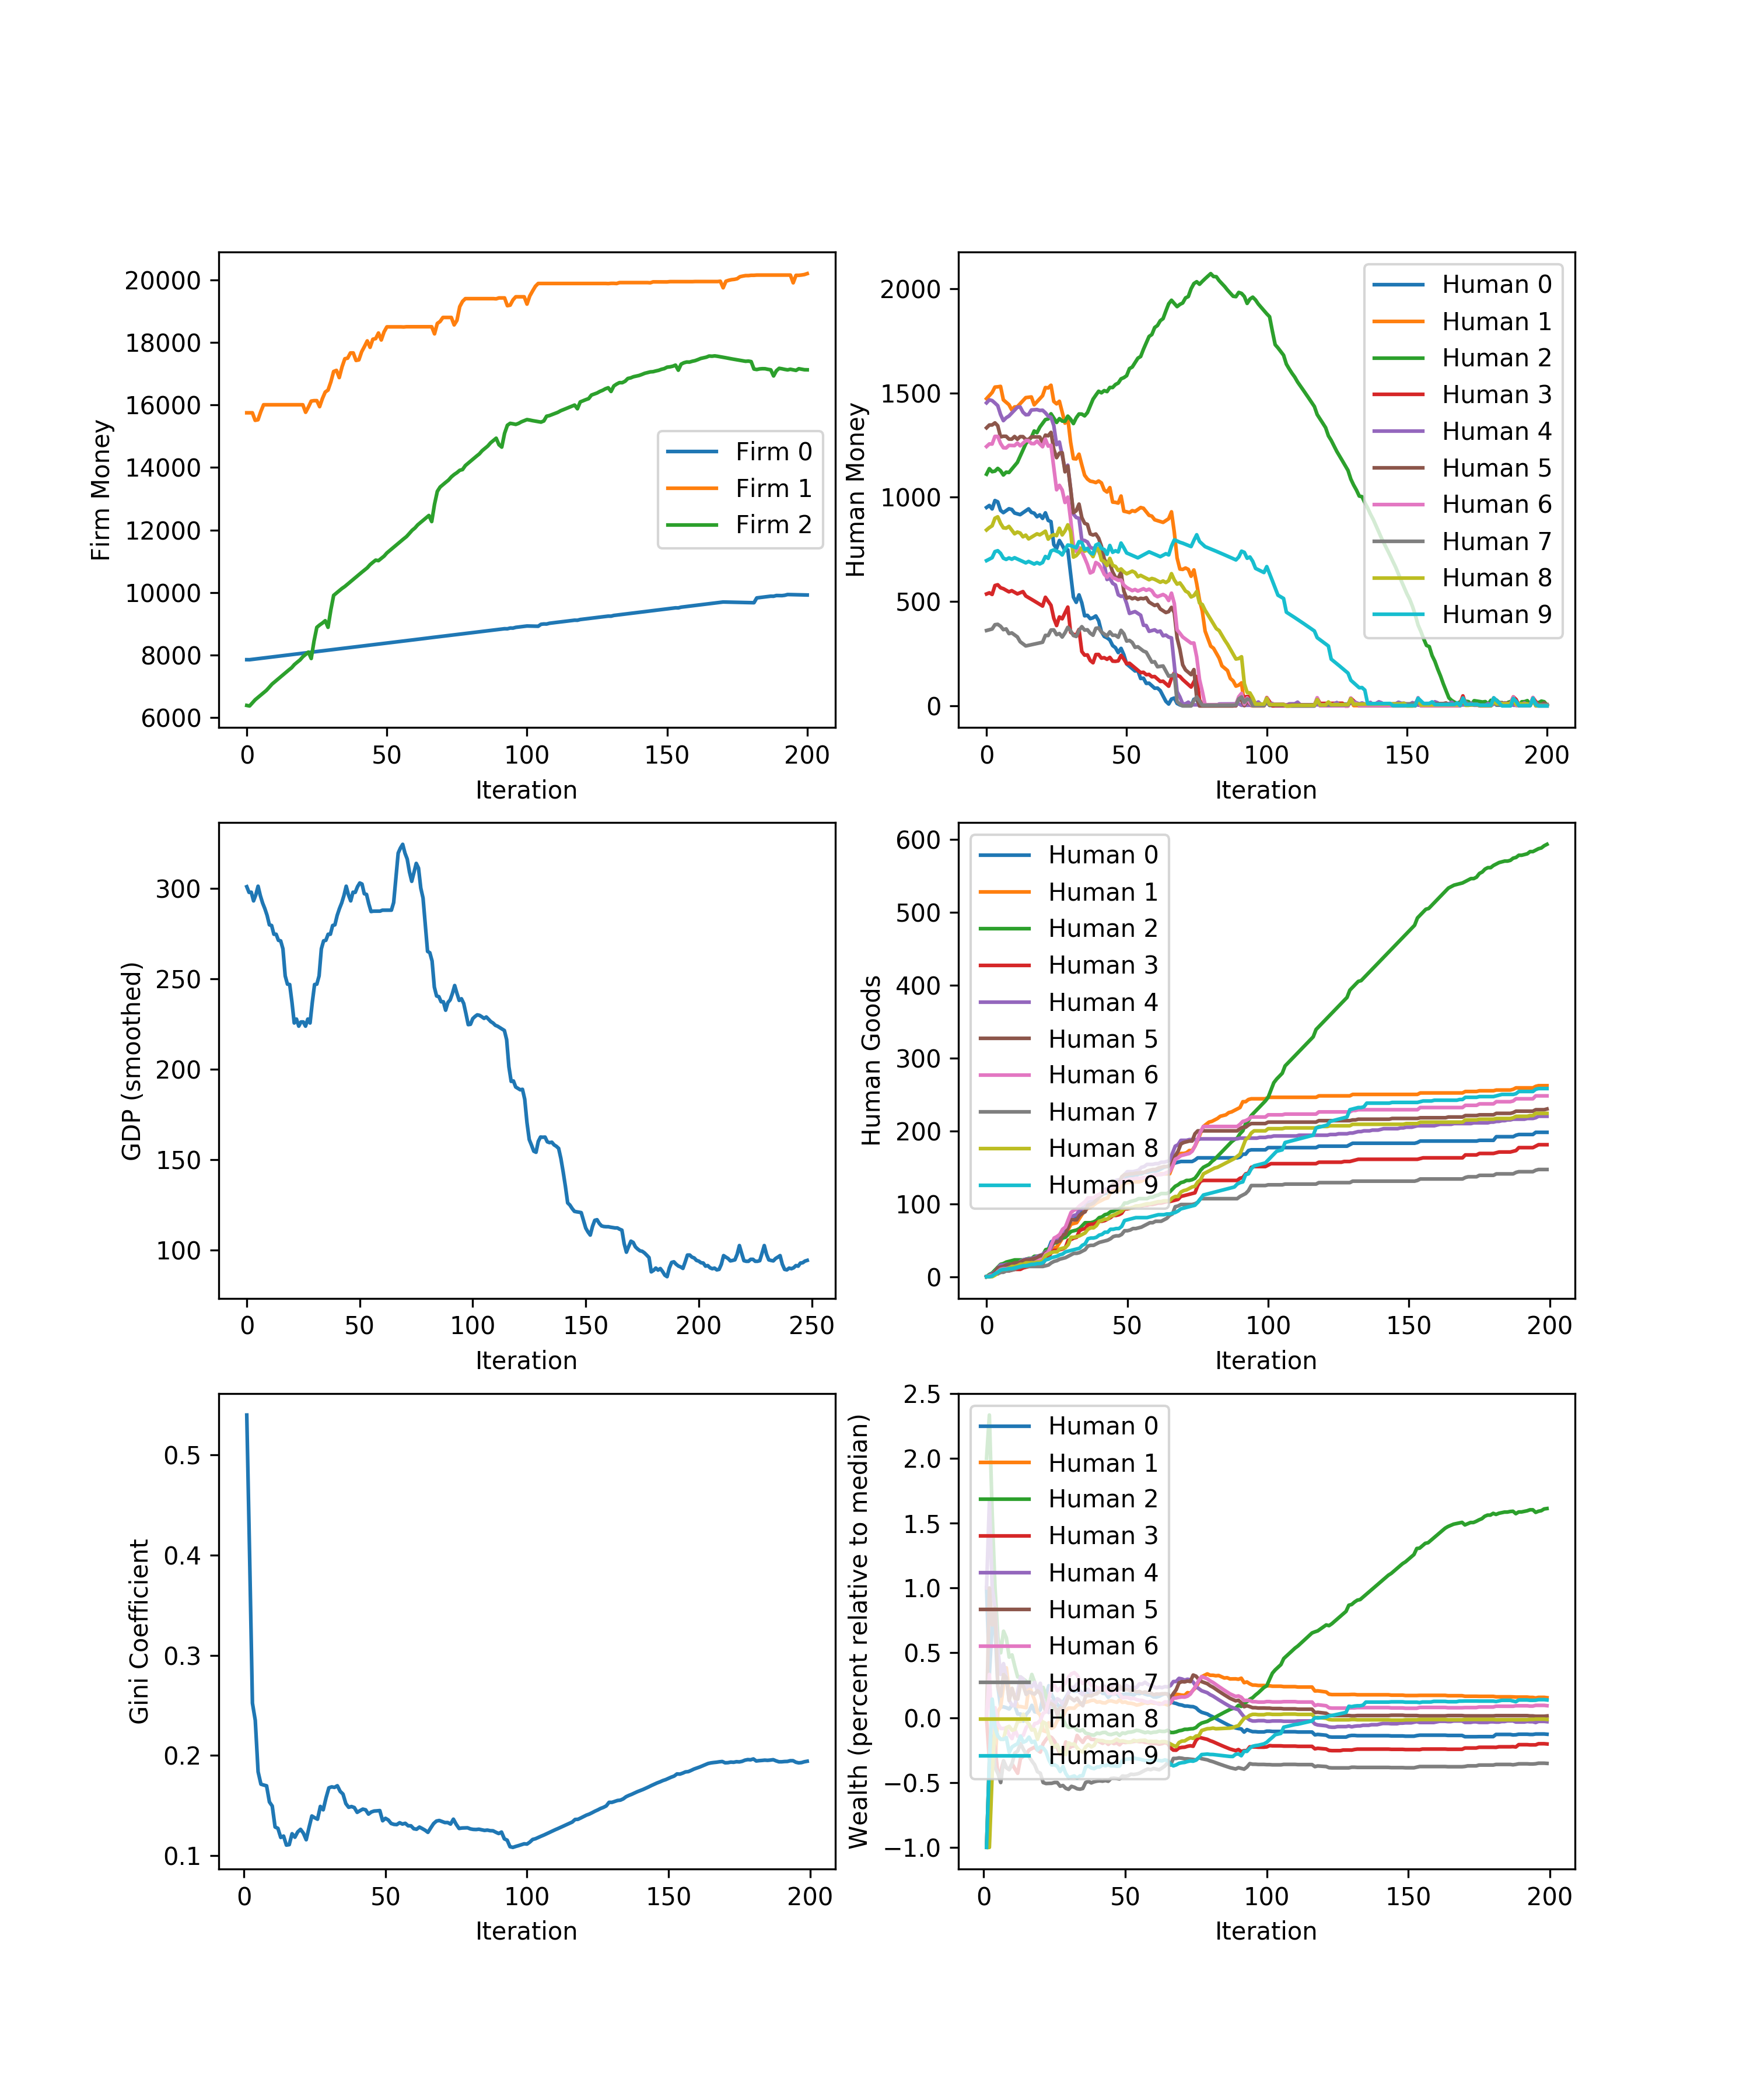 20000
18000
16000
14000
12000
10000
8000
6000
Firm Money
Firm 0
Firm 1
Firm 2
0 50 100 150 200
Iteration
2000
1500
1000
500
0
Human Money
Human 0
Human 1
Human 2
Human 3
Human 4
Human 5
Human 6
Human 7
Human 8
Human 9
0 50 100 150 200
Iteration
300
250
200
150
100
GDP (smoothed)
0 50 100 150 200 250
Iteration
600
500
400
300
200
100
0
Human Goods
Human 0
Human 1
Human 2
Human 3
Human 4
Human 5
Human 6
Human 7
Human 8
Human 9
0 50 100 150 200
Iteration
0.5
0.4
0.3
0.2
0.1
Gini Coefficient
0 50 100 150 200
Iteration
2.5
2.0
1.5
1.0
0.5
0.0
−0.5
−1.0
Wealth (percent relative to median)
Human 0
Human 1
Human 2
Human 3
Human 4
Human 5
Human 6
Human 7
Human 8
Human 9
0 50 100 150 200
Iteration